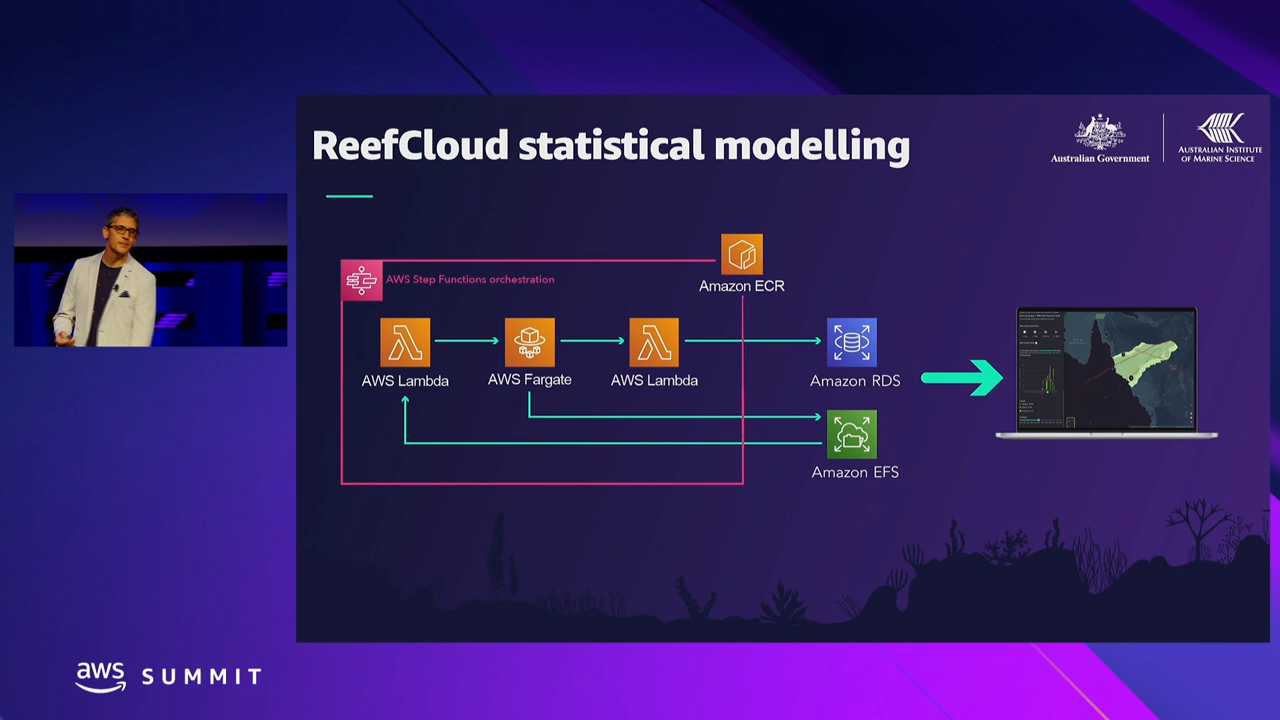 ReefCloud statistical modelling
Australian Government
AUSTRALIAN INSTITUTE
OF MARINE SCIENCE
Amazon ECR
AWS Step Functions orchestration
AWS Lambda
AWS Fargate
AWS Lambda
Amazon RDS
Amazon EFS
aws SUMMIT